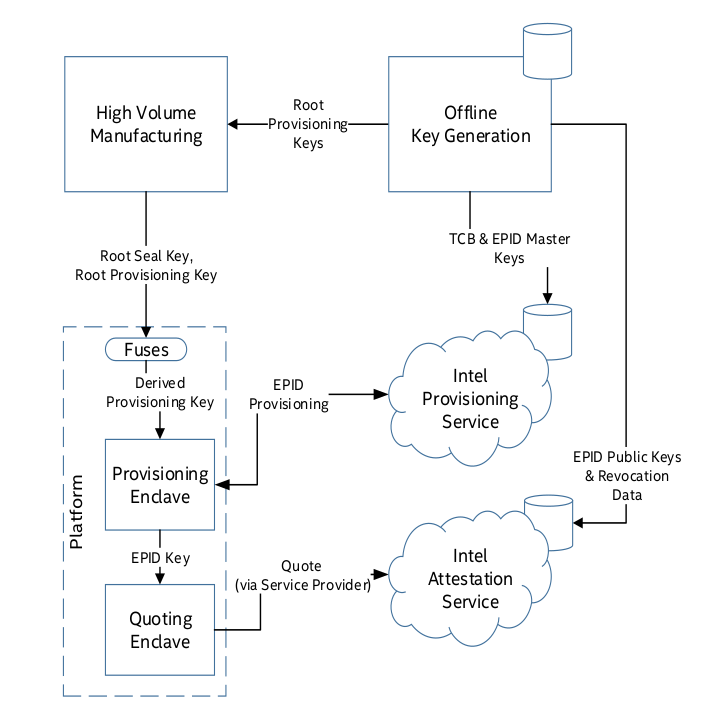 High Volume
Manufacturing
Root
Provisioning
Keys
Offline
Key Generation
Root Seal Key,
Root Provisioning Key
TCB & EPID Master
Keys
Fuses
Derived
Provisioning Key
EPID
Provisioning
Intel
Provisioning
Service
Provisioning
Enclave
Platform
EPID Public Keys
& Revocation
Data
EPID Key
Quote
(via Service Provider)
Intel
Attestation
Service
Quoting
Enclave